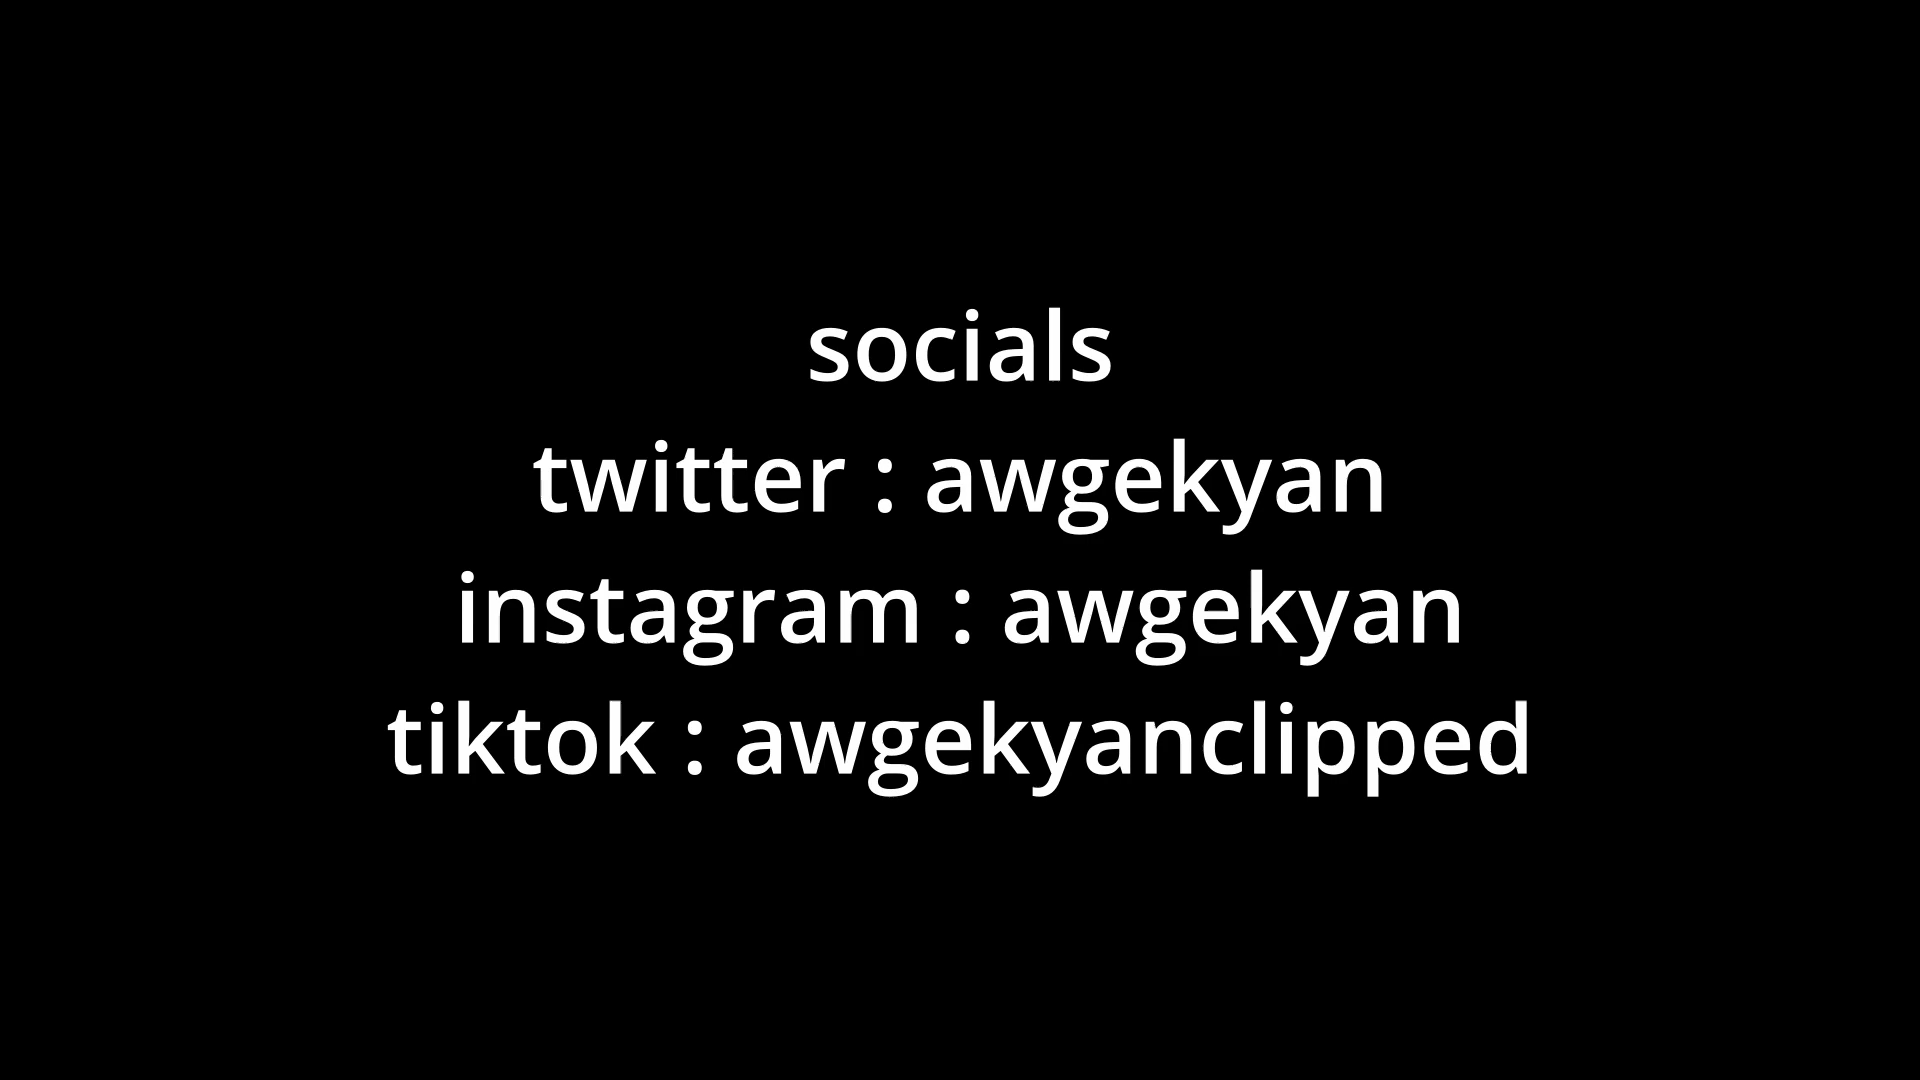 socials
twitter : awgekyan
instagram : awgekyan
tiktok : awgekyanclipped